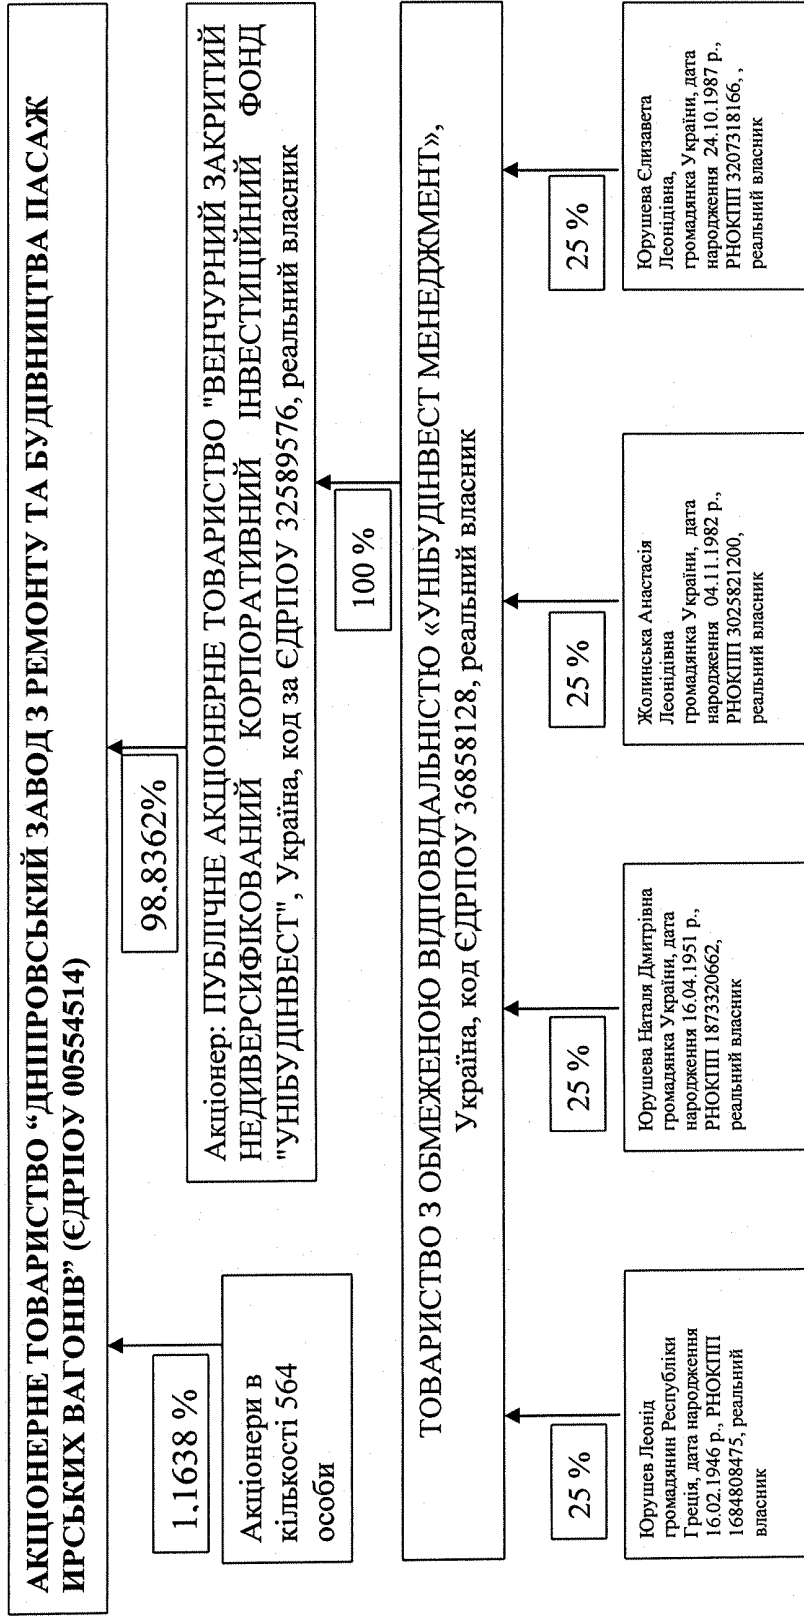 АКЦІОНЕРНЕ ТОВАРИСТВО “ДНІПРОВСЬКИЙ ЗАВОД З РЕМОНТУ ТА БУДІВНИЦТВА ПАСАЖ
ИРСЬКИХ ВАГОНІВ” (ЄДРПОУ 00554514)
1,1638 %
98,8362%
Акціонери в
кількості 564
особи
Акціонер: ПУБЛІЧНЕ АКЦІОНЕРНЕ ТОВАРИСТВО "ВЕНЧУРНИЙ ЗАКРИТИЙ
НЕДИВЕРСИФІКОВАНИЙ КОРПОРАТИВНИЙ ІНВЕСТИЦІЙНИЙ ФОНД
"УНІБУДІНВЕСТ", Україна, код за ЄДРПОУ 32589576, реальний власник
100 %
ТОВАРИСТВО З ОБМЕЖЕНОЮ ВІДПОВІДАЛЬНІСТЮ «УНІБУДІНВЕСТ МЕНЕДЖМЕНТ»,
Україна, код ЄДРПОУ 36858128, реальний власник
25 %
25 %
25 %
25 %
Юрушев Леонід
громадянин Республіки
Греція, дата народження
16.02.1946 р., РНОКПП
1684808475, реальний
власник
Юрушева Наталя Дмитрівна
громадянка України, дата
народження 16.04.1951 р.,
РНОКПП 1873320662,
реальний власник
Жолинська Анастасія
Леонідівна
громадянка України, дата
народження 04.11.1982 р.,
РНОКПП 3025821200,
реальний власник
Юрушева Єлизавета
Леонідівна,
громадянка України, дата
народження 24.10.1987 р.,
РНОКПП 3207318166, ,
реальний власник